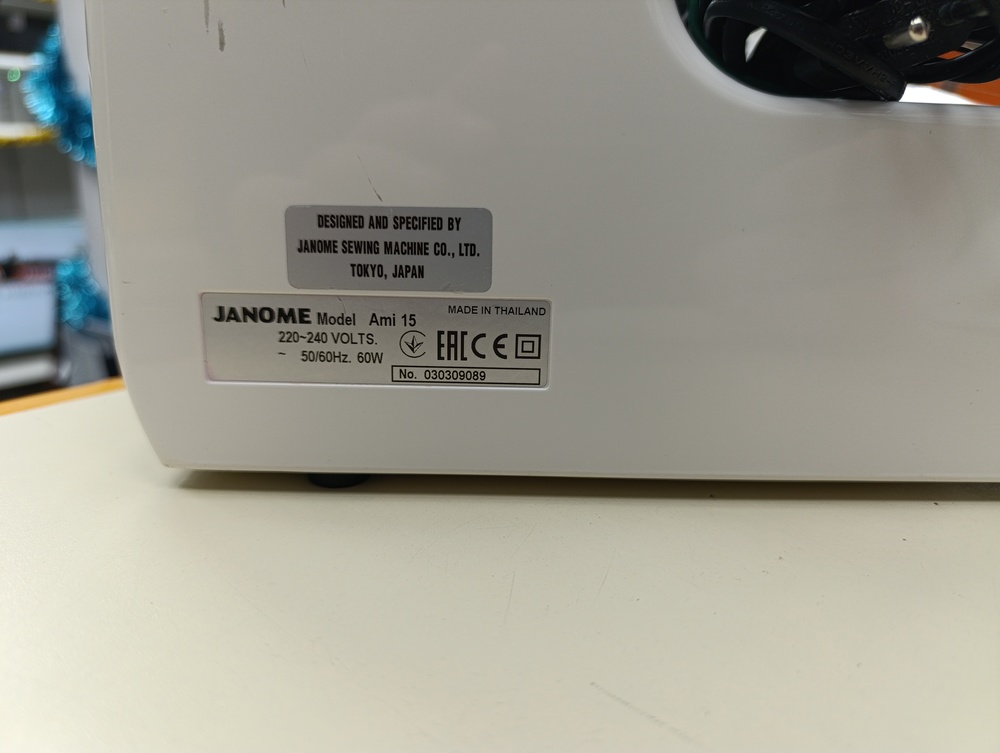 DESIGNED AND SPECIFIED BY
JANOME SEWING MACHINE CO., LTD.
TOKYO, JAPAN
MADE IN THAILAND
JANOME Model Ami 15
220~240 VOLTS.
~ 50/60Hz. 60W
EAC CE
No. 030309089